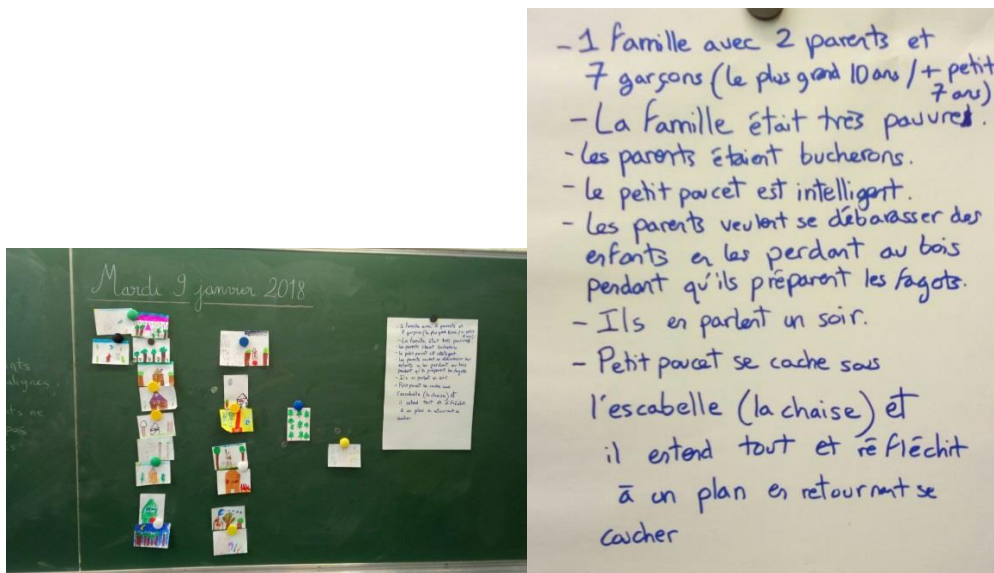 Mardi 9 janvier 2018
- 1 famille avec 2 parents et
7 garçons (le plus grand 10 ans / + petit
7 ans)
- La famille était très pauvre.
- Les parents étaient bucherons.
- le petit poucet est intelligent.
- Les parents veulent se débarasser des
enfants en les perdant au bois
pendant qu'ils préparent les fagots.
- Ils en parlent un soir.
- Petit poucet se cache sous
l'escabelle (la chaise) et
il entend tout et réfléchit
à un plan en retournant se
coucher